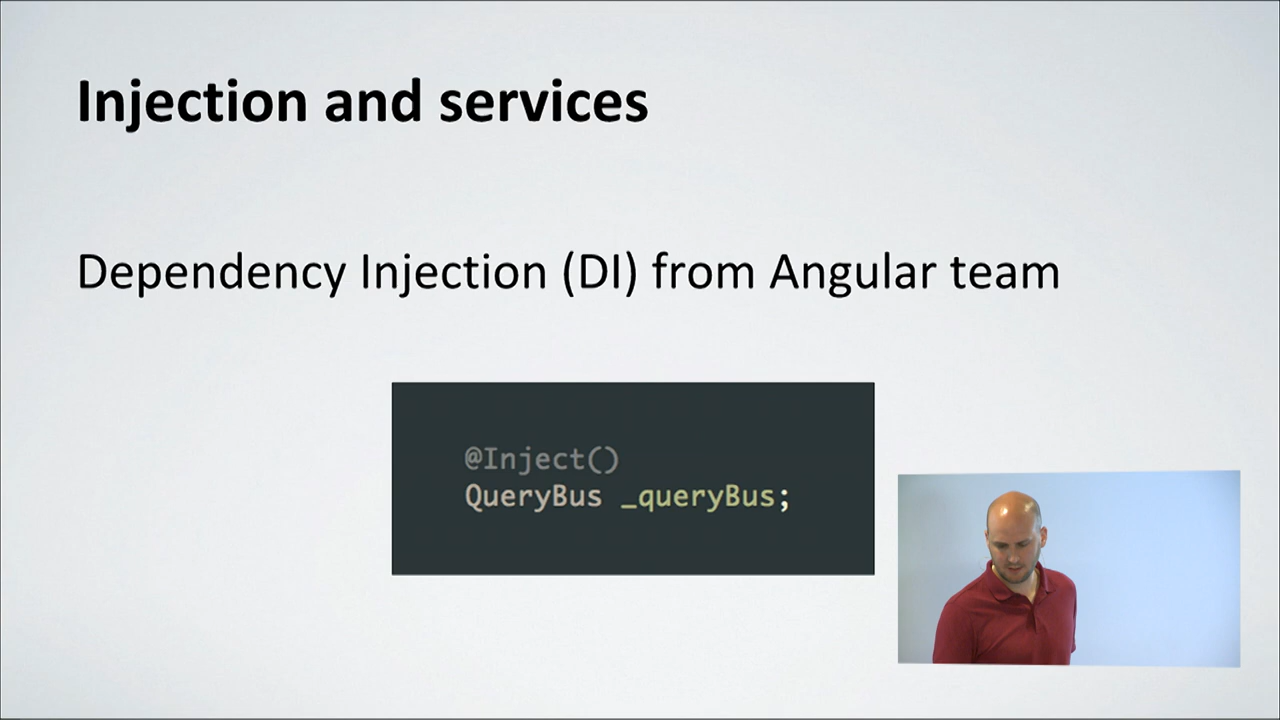 Injection and services
Dependency Injection (DI) from Angular team
@Inject()
QueryBus _queryBus;